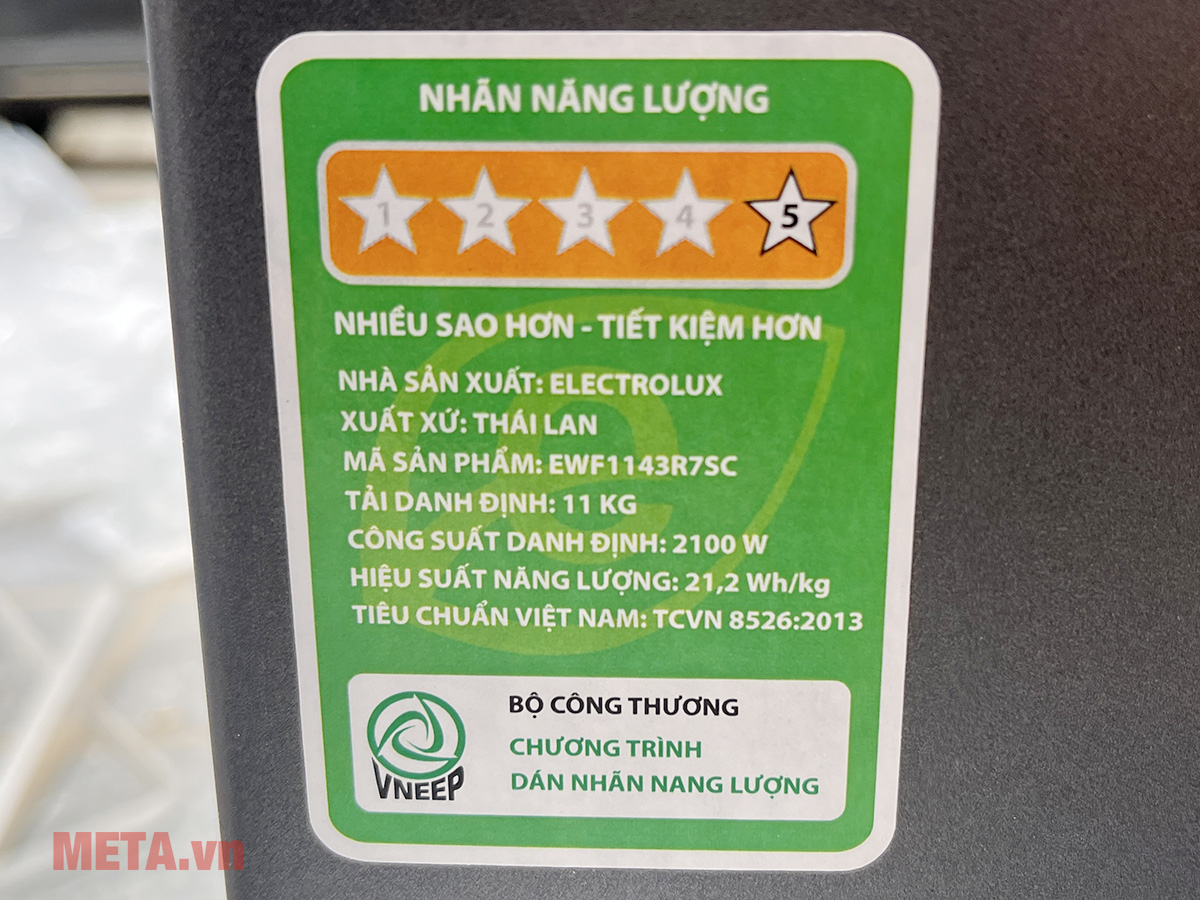 NHÃN NĂNG LƯỢNG
1 2 3 4 5
NHIỀU SAO HƠN - TIẾT KIỆM HƠN
NHÀ SẢN XUẤT: ELECTROLUX
XUẤT XỨ: THÁI LAN
MÃ SẢN PHẨM: EWF1143R7SC
TẢI DANH ĐỊNH: 11 KG
CÔNG SUẤT DANH ĐỊNH: 2100 W
HIỆU SUẤT NĂNG LƯỢNG: 21,2 Wh/kg
TIÊU CHUẨN VIỆT NAM: TCVN 8526:2013
BỘ CÔNG THƯƠNG
CHƯƠNG TRÌNH
DÁN NHÃN NANG LƯỢNG
VNEEP
META.vn